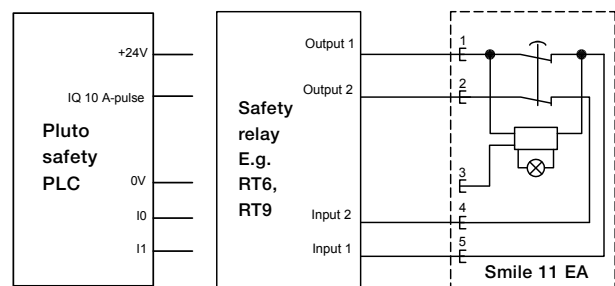 +24V
IQ 10 A-pulse
Pluto
safety
PLC
0V
I0
I1
Output 1
Output 2
Safety
relay
E.g.
RT6,
RT9
Input 2
Input 1
1
2
3
4
5
Smile 11 EA